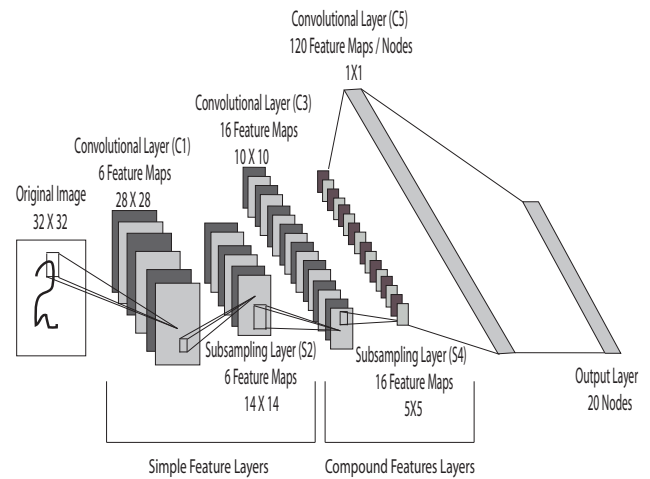 Convolutional Layer (C5)
120 Feature Maps / Nodes
1X1
Convolutional Layer (C3)
16 Feature Maps
10 X 10
Convolutional Layer (C1)
6 Feature Maps
28 X 28
Original Image
32 X 32
Subsampling Layer (S2)
6 Feature Maps
14 X 14
Subsampling Layer (S4)
16 Feature Maps
5X5
Output Layer
20 Nodes
Simple Feature Layers
Compound Features Layers